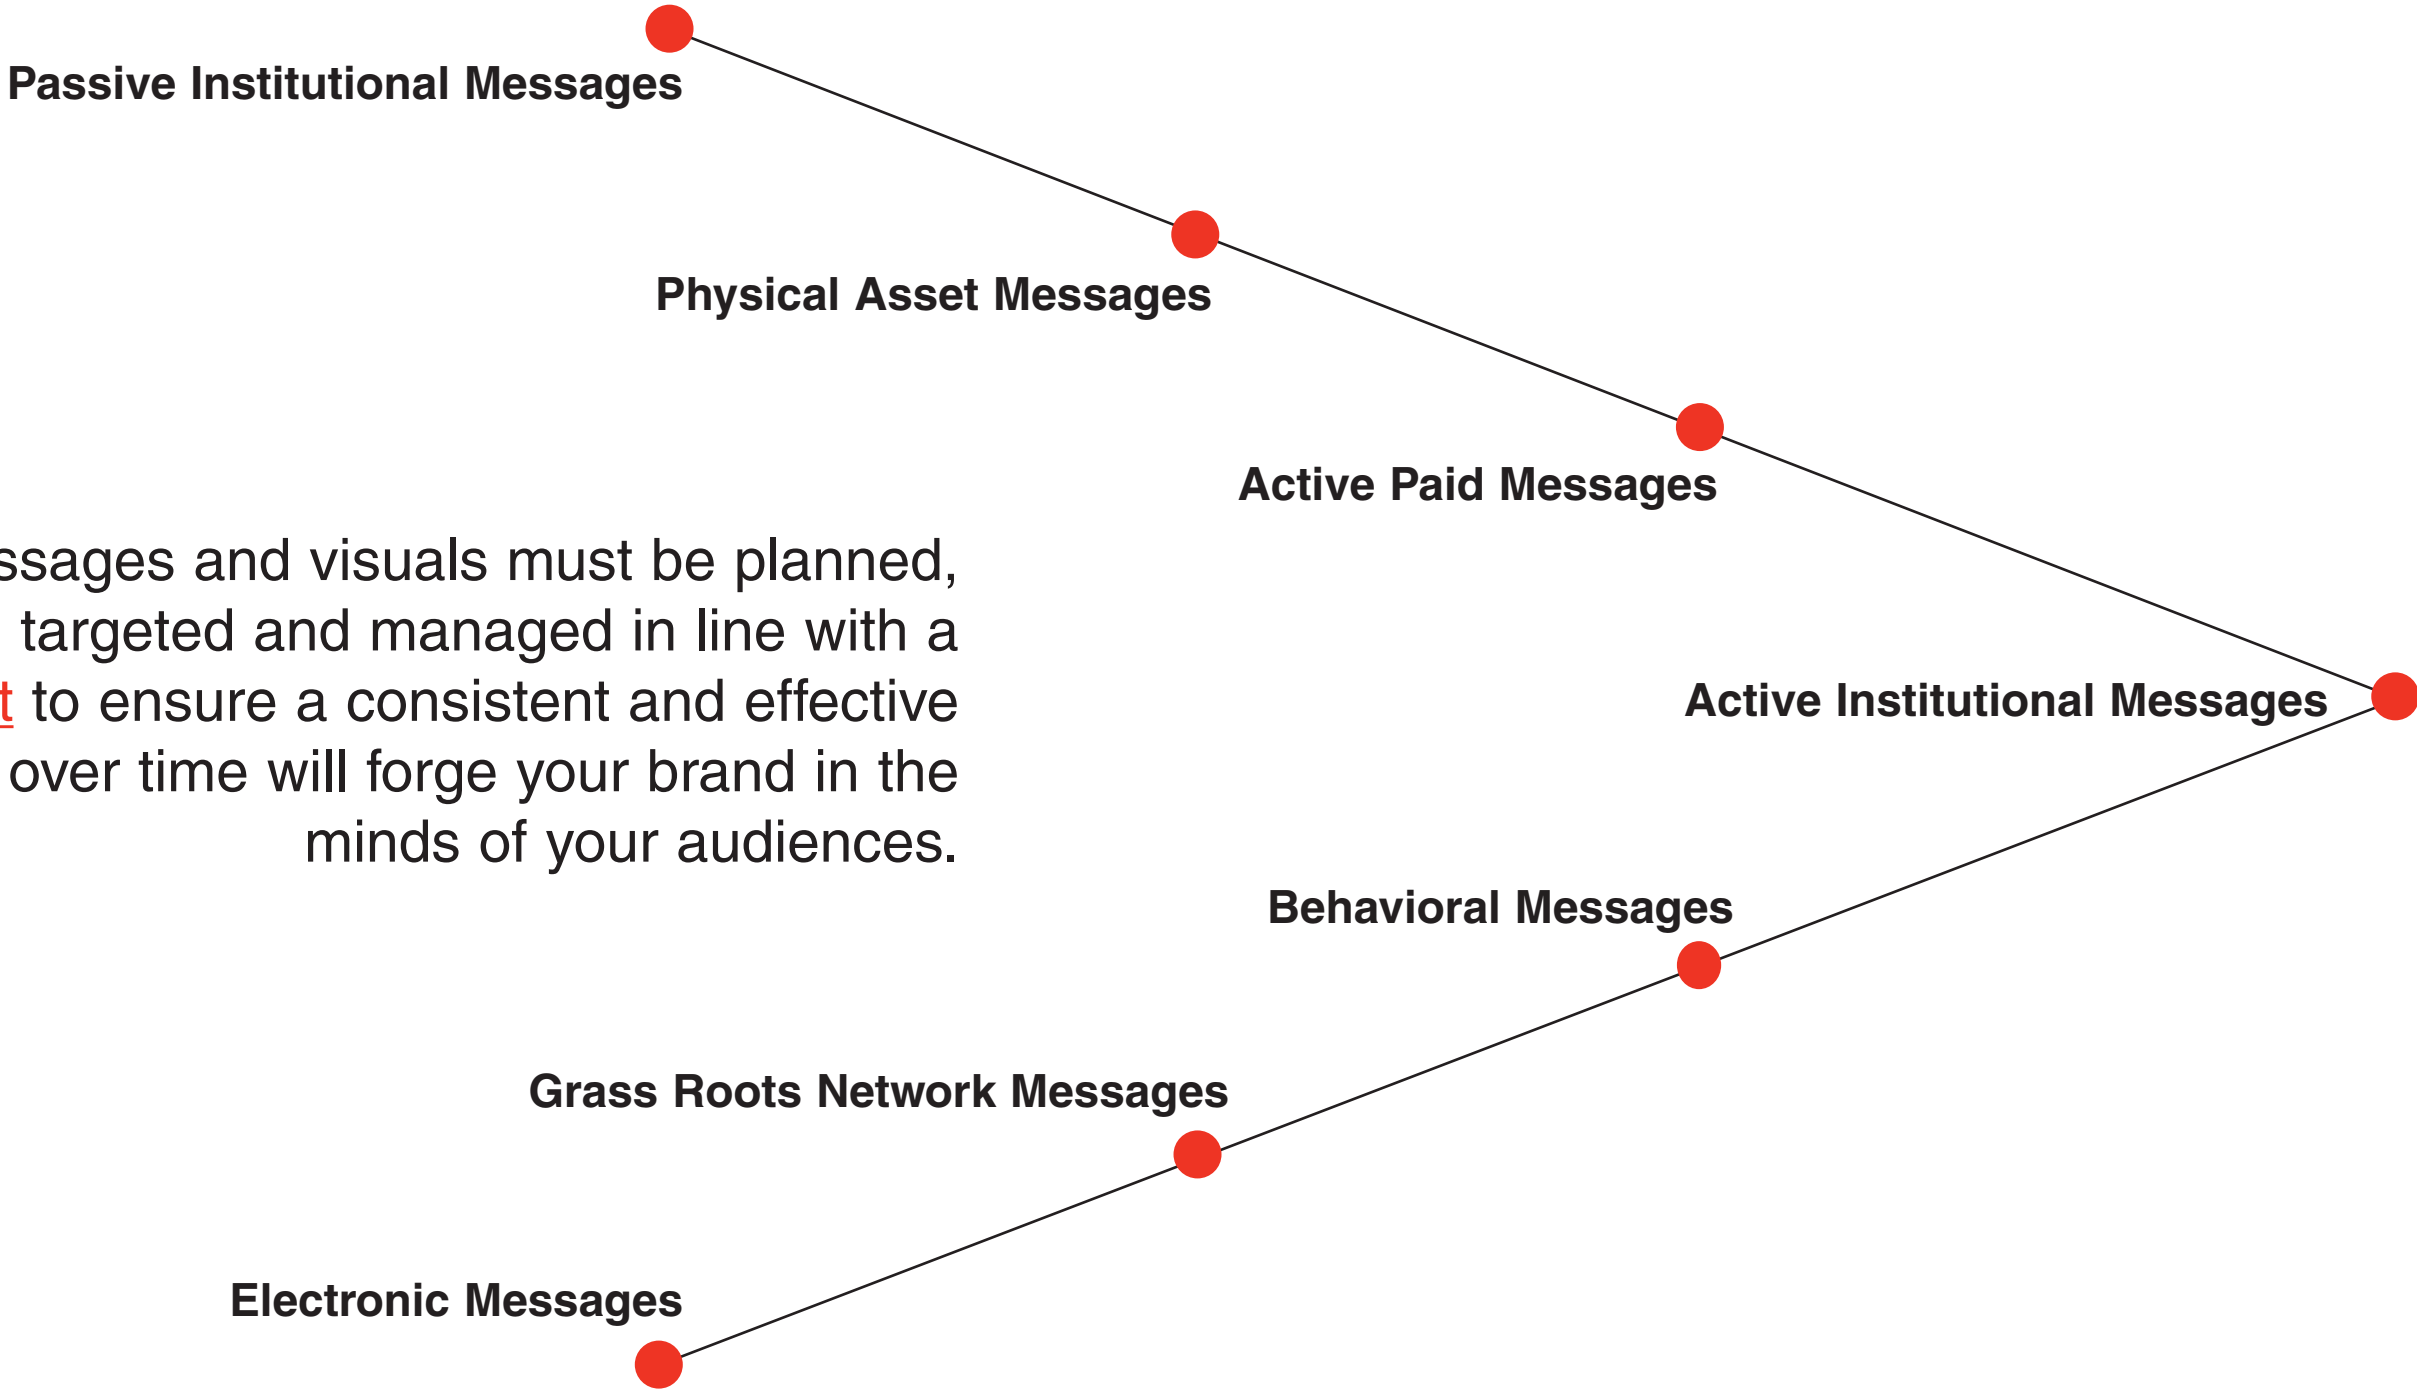 Passive Institutional Messages
Physical Asset Messages
Active Paid Messages
and visuals must be planned,
targeted and managed in line with a
to ensure a consistent and effective
over time will forge your brand in the
minds of your audiences.
Active Institutional Messages
Behavioral Messages
Grass Roots Network Messages
Electronic Messages